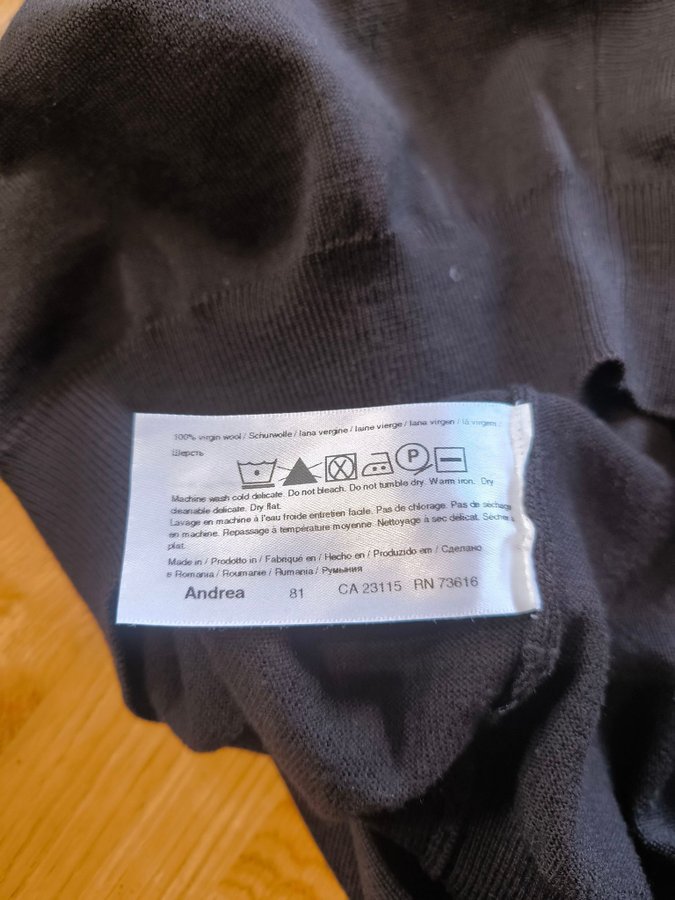 100% virgin wool / Schurwolle / lana vergine / laine vierge / lana virgen / lã virgem /
Шерсть
P
Machine wash cold delicate. Do not bleach. Do not tumble dry. Warm iron. Dry
cleanable delicate. Dry flat.
Lavage en machine à l'eau froide entretien facile. Pas de chlorage. Pas de séchage
en machine. Repassage à température moyenne. Nettoyage à sec délicat. Sécher à
plat.
Made in / Prodotto in / Fabriqué en / Hecho en / Produzido em / Сделано
в Romania / Roumanie / Rumania / Румыния
Andrea 81 CA 23115 RN 73616